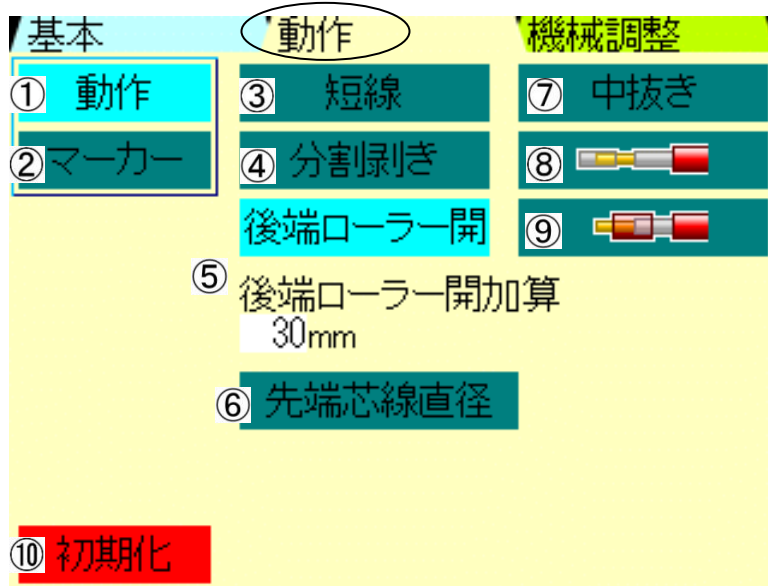 基本 動作 機械調整
① 動作 ③ 短線 ⑦ 中抜き
② マーカー ④ 分割剥き ⑧
後端ローラー開 ⑨
⑤ 後端ローラー開加算
30mm
⑥ 先端芯線直径
⑩ 初期化